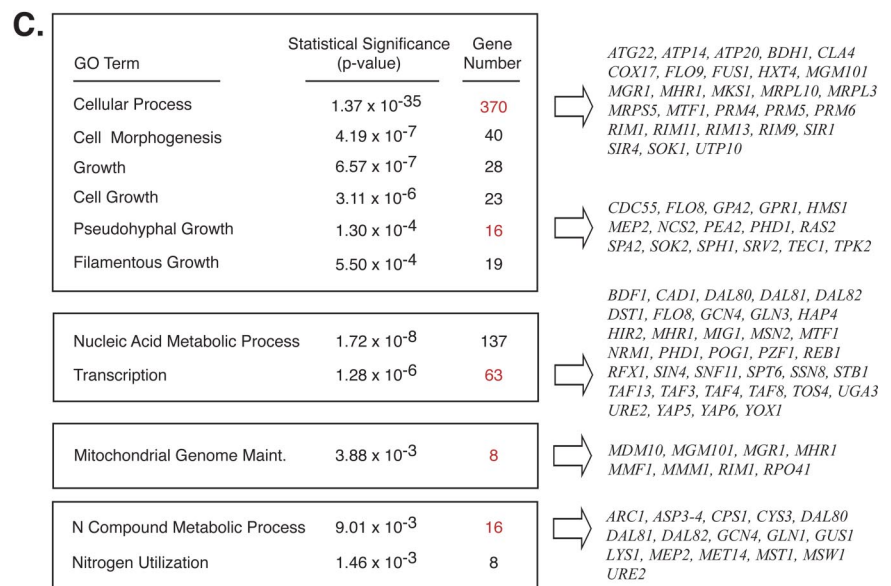 C.
GO Term Statistical Significance (p-value) Gene Number
Cellular Process 1.37 x 10-35 370
Cell Morphogenesis 4.19 x 10-7 40
Growth 6.57 x 10-7 28
Cell Growth 3.11 x 10-6 23
Pseudohyphal Growth 1.30 x 10-4 16
Filamentous Growth 5.50 x 10-4 19
ATG22, ATP14, ATP20, BDH1, CLA4
COX17, FLO9, FUS1, HXT4, MGM101
MGR1, MHR1, MKS1, MRPL10, MRPL3
MRPS5, MTF1, PRM4, PRM5, PRM6
RIM1, RIM11, RIM13, RIM9, SIR1
SIR4, SOK1, UTP10
CDC55, FLO8, GPA2, GPR1, HMS1
MEP2, NCS2, PEA2, PHD1, RAS2
SPA2, SOK2, SPH1, SRV2, TEC1, TPK2
Nucleic Acid Metabolic Process 1.72 x 10-8 137
Transcription 1.28 x 10-6 63
BDF1, CAD1, DAL80, DAL81, DAL82
DST1, FLO8, GCN4, GLN3, HAP4
HIR2, MHR1, MIG1, MSN2, MTF1
NRM1, PHD1, POG1, PZF1, REB1
RFX1, SIN4, SNF11, SPT6, SSN8, STB1
TAF13, TAF3, TAF4, TAF8, TOS4, UGA3
URE2, YAP5, YAP6, YOX1
Mitochondrial Genome Maint. 3.88 x 10-3 8
MDM10, MGM101, MGR1, MHR1
MMF1, MMM1, RIM1, RPO41
N Compound Metabolic Process 9.01 x 10-3 16
Nitrogen Utilization 1.46 x 10-3 8
ARC1, ASP3-4, CPS1, CYS3, DAL80
DAL81, DAL82, GCN4, GLN1, GUS1
LYS1, MEP2, MET14, MST1, MSW1
URE2